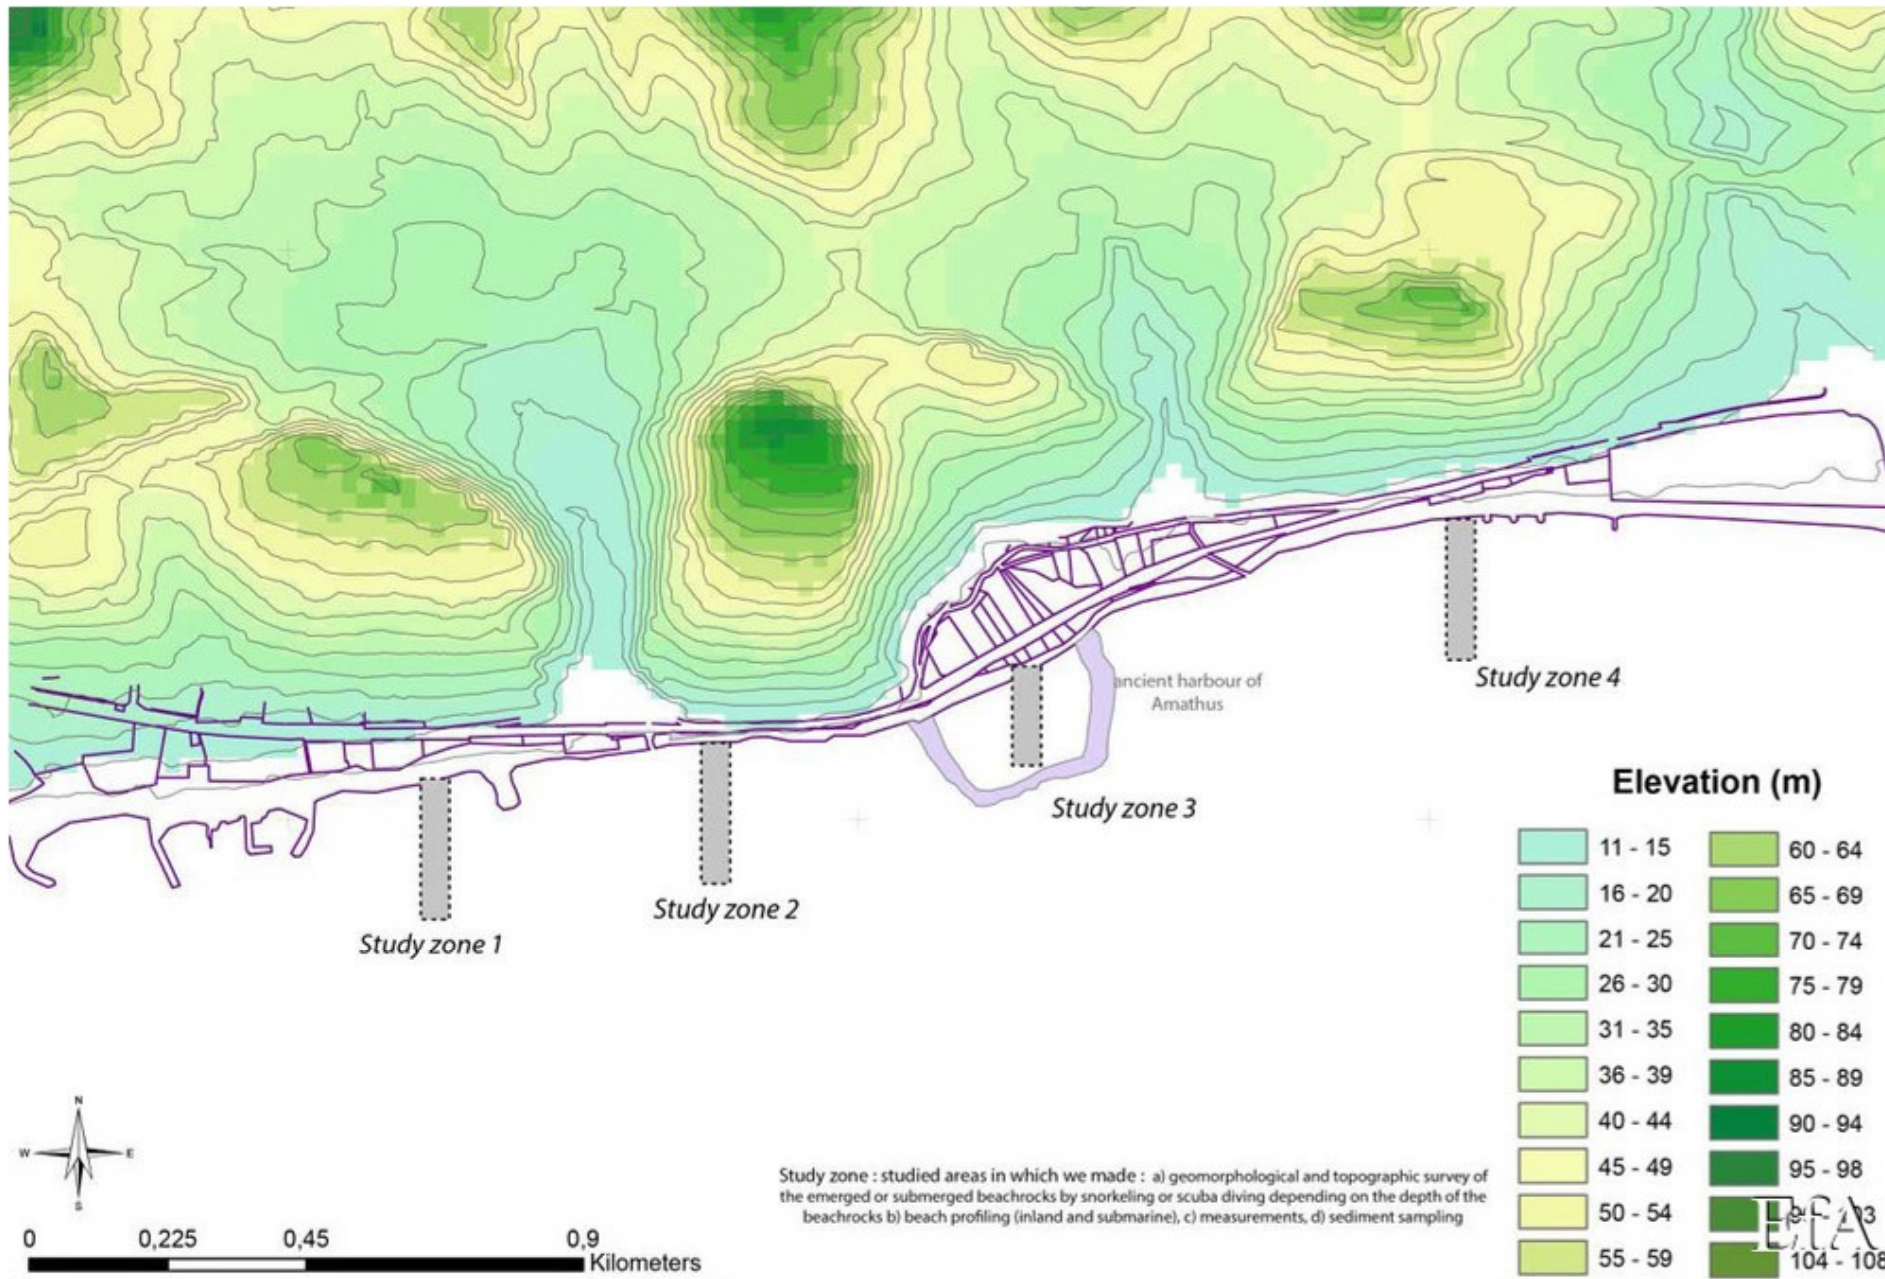 ancient harbour of
Amathus
Study zone 4
Study zone 3
Study zone 2
Study zone 1
Elevation (m)
11 - 15
16 - 20
21 - 25
26 - 30
31 - 35
36 - 39
40 - 44
45 - 49
50 - 54
55 - 59
60 - 64
65 - 69
70 - 74
75 - 79
80 - 84
85 - 89
90 - 94
95 - 98
EfA
104 - 108
N
W E
S
Study zone : studied areas in which we made : a) geomorphological and topographic survey of
the emerged or submerged beachrocks by snorkeling or scuba diving depending on the depth of the
beachrocks b) beach profiling (inland and submarine), c) measurements, d) sediment sampling
0 0,225 0,45 0,9
Kilometers